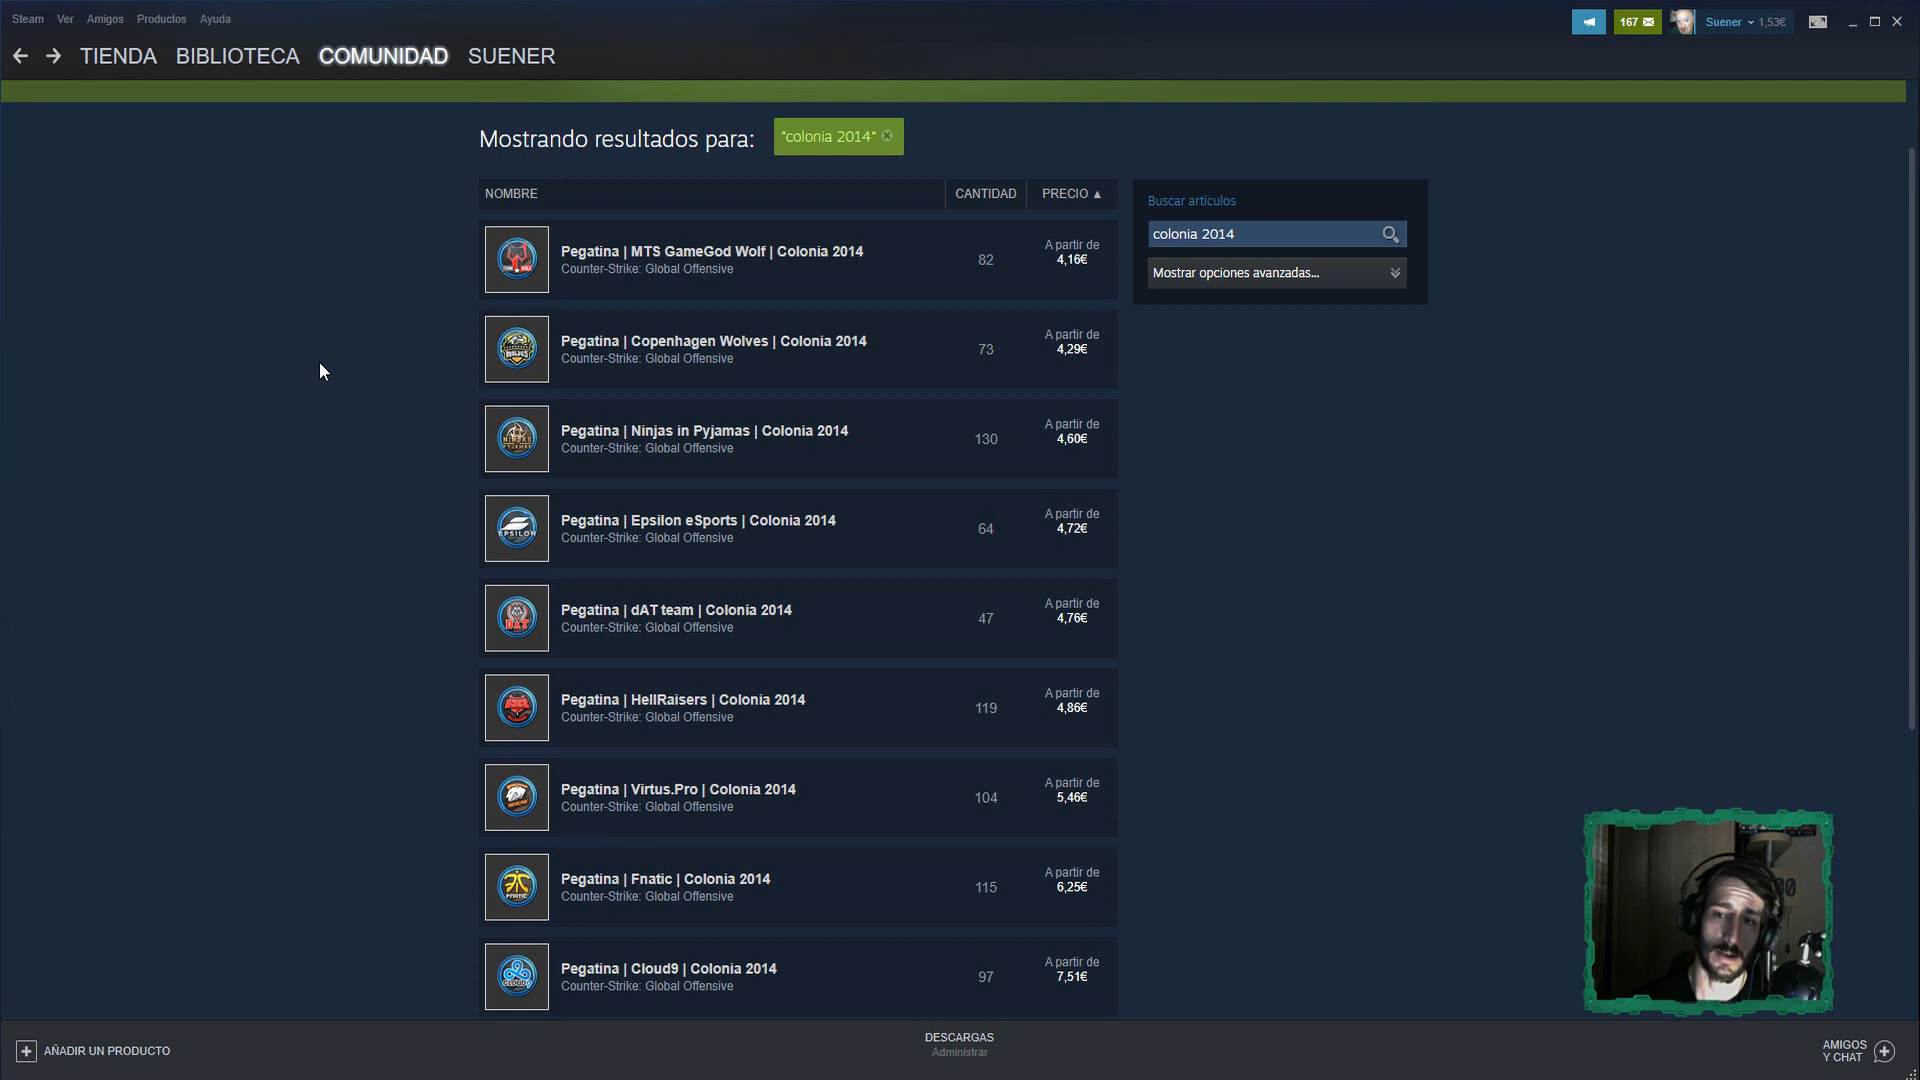 Steam Ver Amigos Productos Ayuda
167 Suener 1,53€
TIENDA BIBLIOTECA COMUNIDAD SUENER
Mostrando resultados para: "colonia 2014"
NOMBRE CANTIDAD PRECIO ▲
Buscar artículos
colonia 2014
Mostrar opciones avanzadas...
Pegatina | MTS GameGod Wolf | Colonia 2014
Counter-Strike: Global Offensive
82
A partir de
4,16€
Pegatina | Copenhagen Wolves | Colonia 2014
Counter-Strike: Global Offensive
73
A partir de
4,29€
Pegatina | Ninjas in Pyjamas | Colonia 2014
Counter-Strike: Global Offensive
130
A partir de
4,60€
EPSILON
Pegatina | Epsilon eSports | Colonia 2014
Counter-Strike: Global Offensive
64
A partir de
4,72€
DAT
Pegatina | dAT team | Colonia 2014
Counter-Strike: Global Offensive
47
A partir de
4,76€
Pegatina | HellRaisers | Colonia 2014
Counter-Strike: Global Offensive
119
A partir de
4,86€
Pegatina | Virtus.Pro | Colonia 2014
Counter-Strike: Global Offensive
104
A partir de
5,46€
FNATIC
Pegatina | Fnatic | Colonia 2014
Counter-Strike: Global Offensive
115
A partir de
6,25€
CLOUD9
Pegatina | Cloud9 | Colonia 2014
Counter-Strike: Global Offensive
97
A partir de
7,51€
AÑADIR UN PRODUCTO
DESCARGAS
Administrar
AMIGOS
Y CHAT